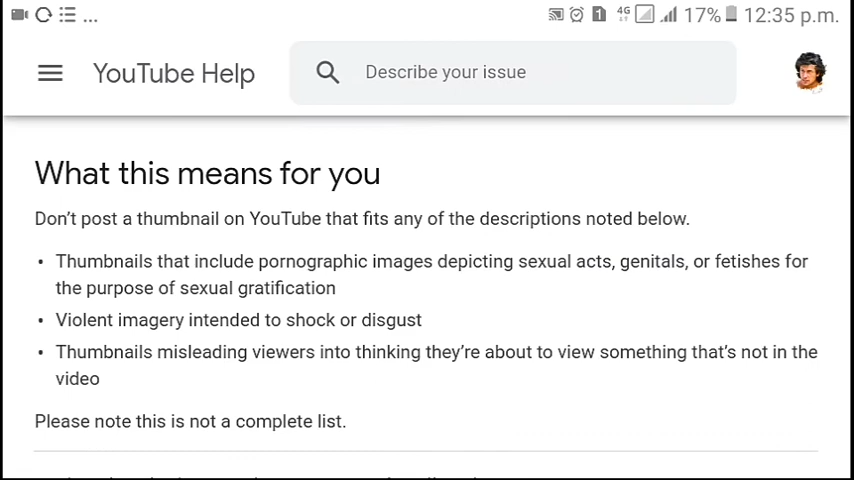 ... 4G 1 17% 12:35 p.m.
YouTube Help
Describe your issue
What this means for you
Don't post a thumbnail on YouTube that fits any of the descriptions noted below.
• Thumbnails that include pornographic images depicting sexual acts, genitals, or fetishes for
the purpose of sexual gratification
• Violent imagery intended to shock or disgust
• Thumbnails misleading viewers into thinking they're about to view something that's not in the
video
Please note this is not a complete list.